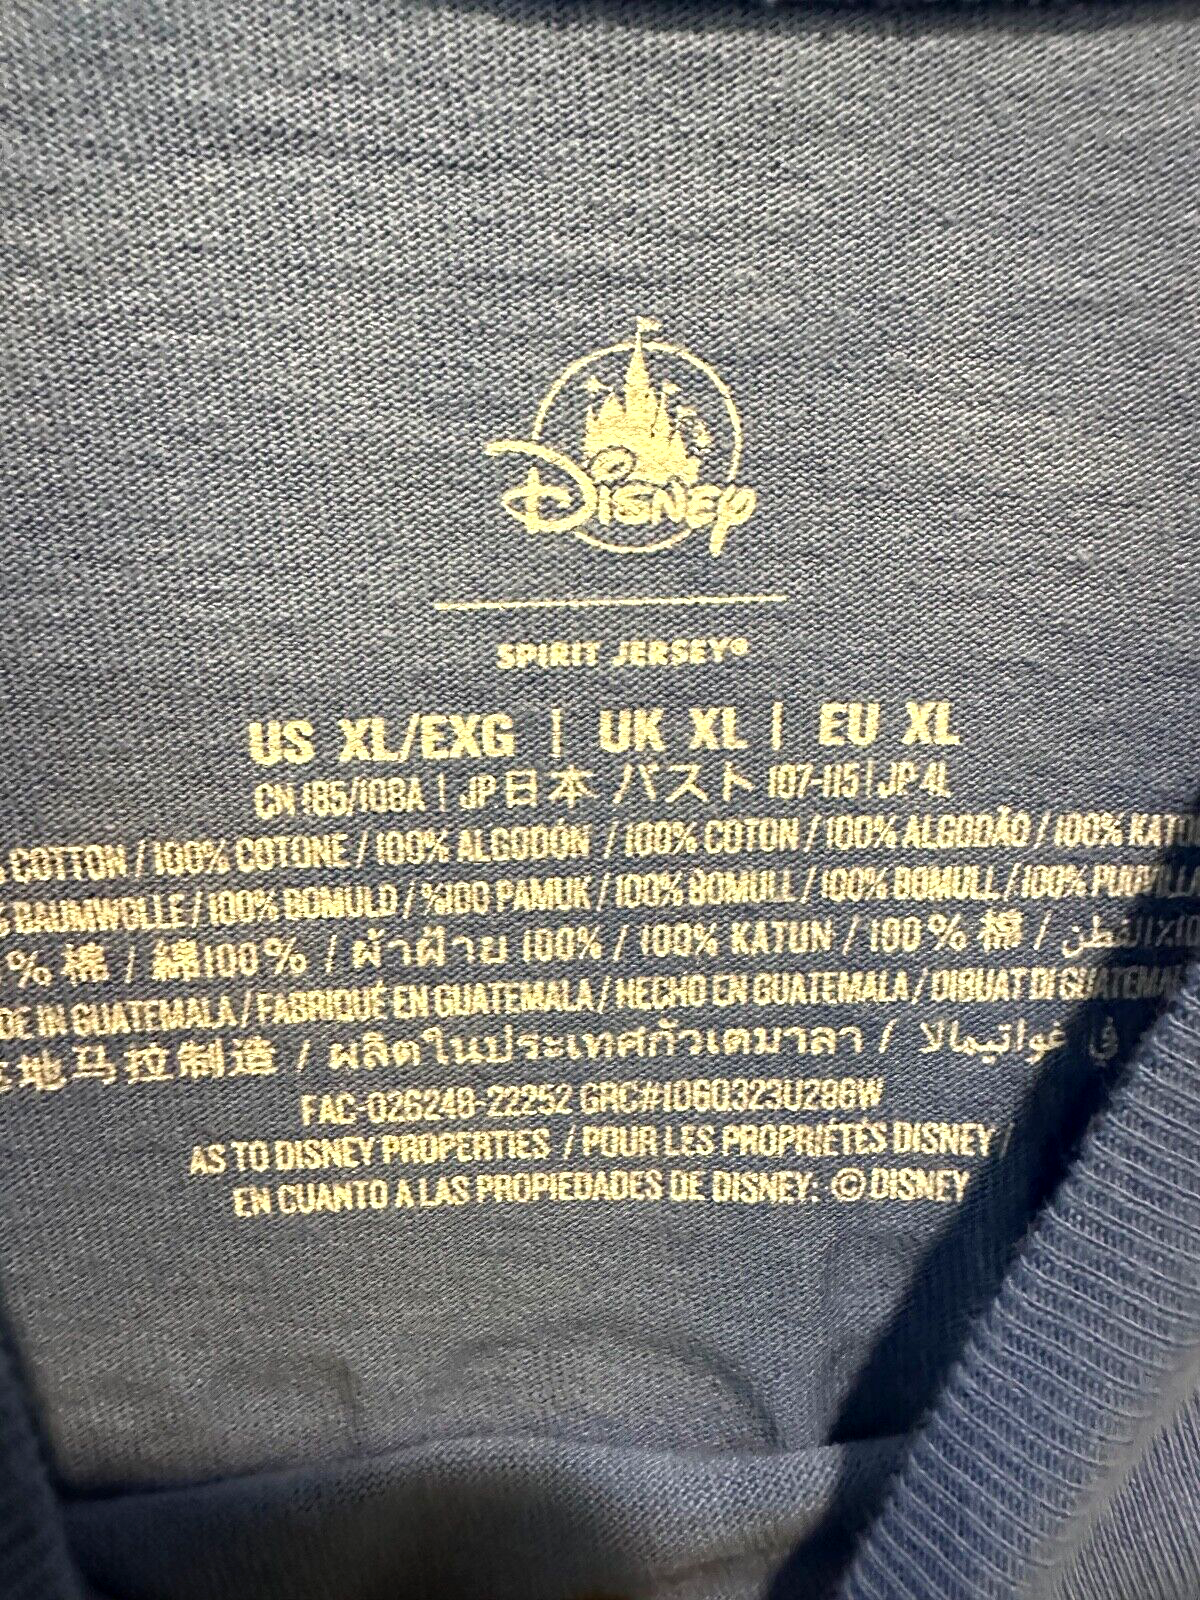 Disney
SPIRIT JERSEY®
US XL/EXG | UK XL | EU XL
CN 185/108A | JP 日本 バスト 107-115 | JP 4L
% COTTON / 100% COTONE / 100% ALGODÓN / 100% COTON / 100% ALGODÃO / 100% KATU
% BAUMWOLLE / 100% BOMULD / %100 PAMUK / 100% BOMULL / 100% BOMULL / 100% PUUVILLA
% 棉 / 綿100% / ผ้าฝ้าย 100% / 100% KATUN / 100% 棉 / القطن
DE IN GUATEMALA / FABRIQUÉ EN GUATEMALA / HECHO EN GUATEMALA / DIBUAT DI GUATEMA
地马拉制造 / ผลิตในประเทศกัวเตมาลา / في غواتيمالا
FAC-026248-22252 GRC#1060323U286W
AS TO DISNEY PROPERTIES / POUR LES PROPRIÉTÉS DISNEY /
EN CUANTO A LAS PROPIEDADES DE DISNEY: © DISNEY